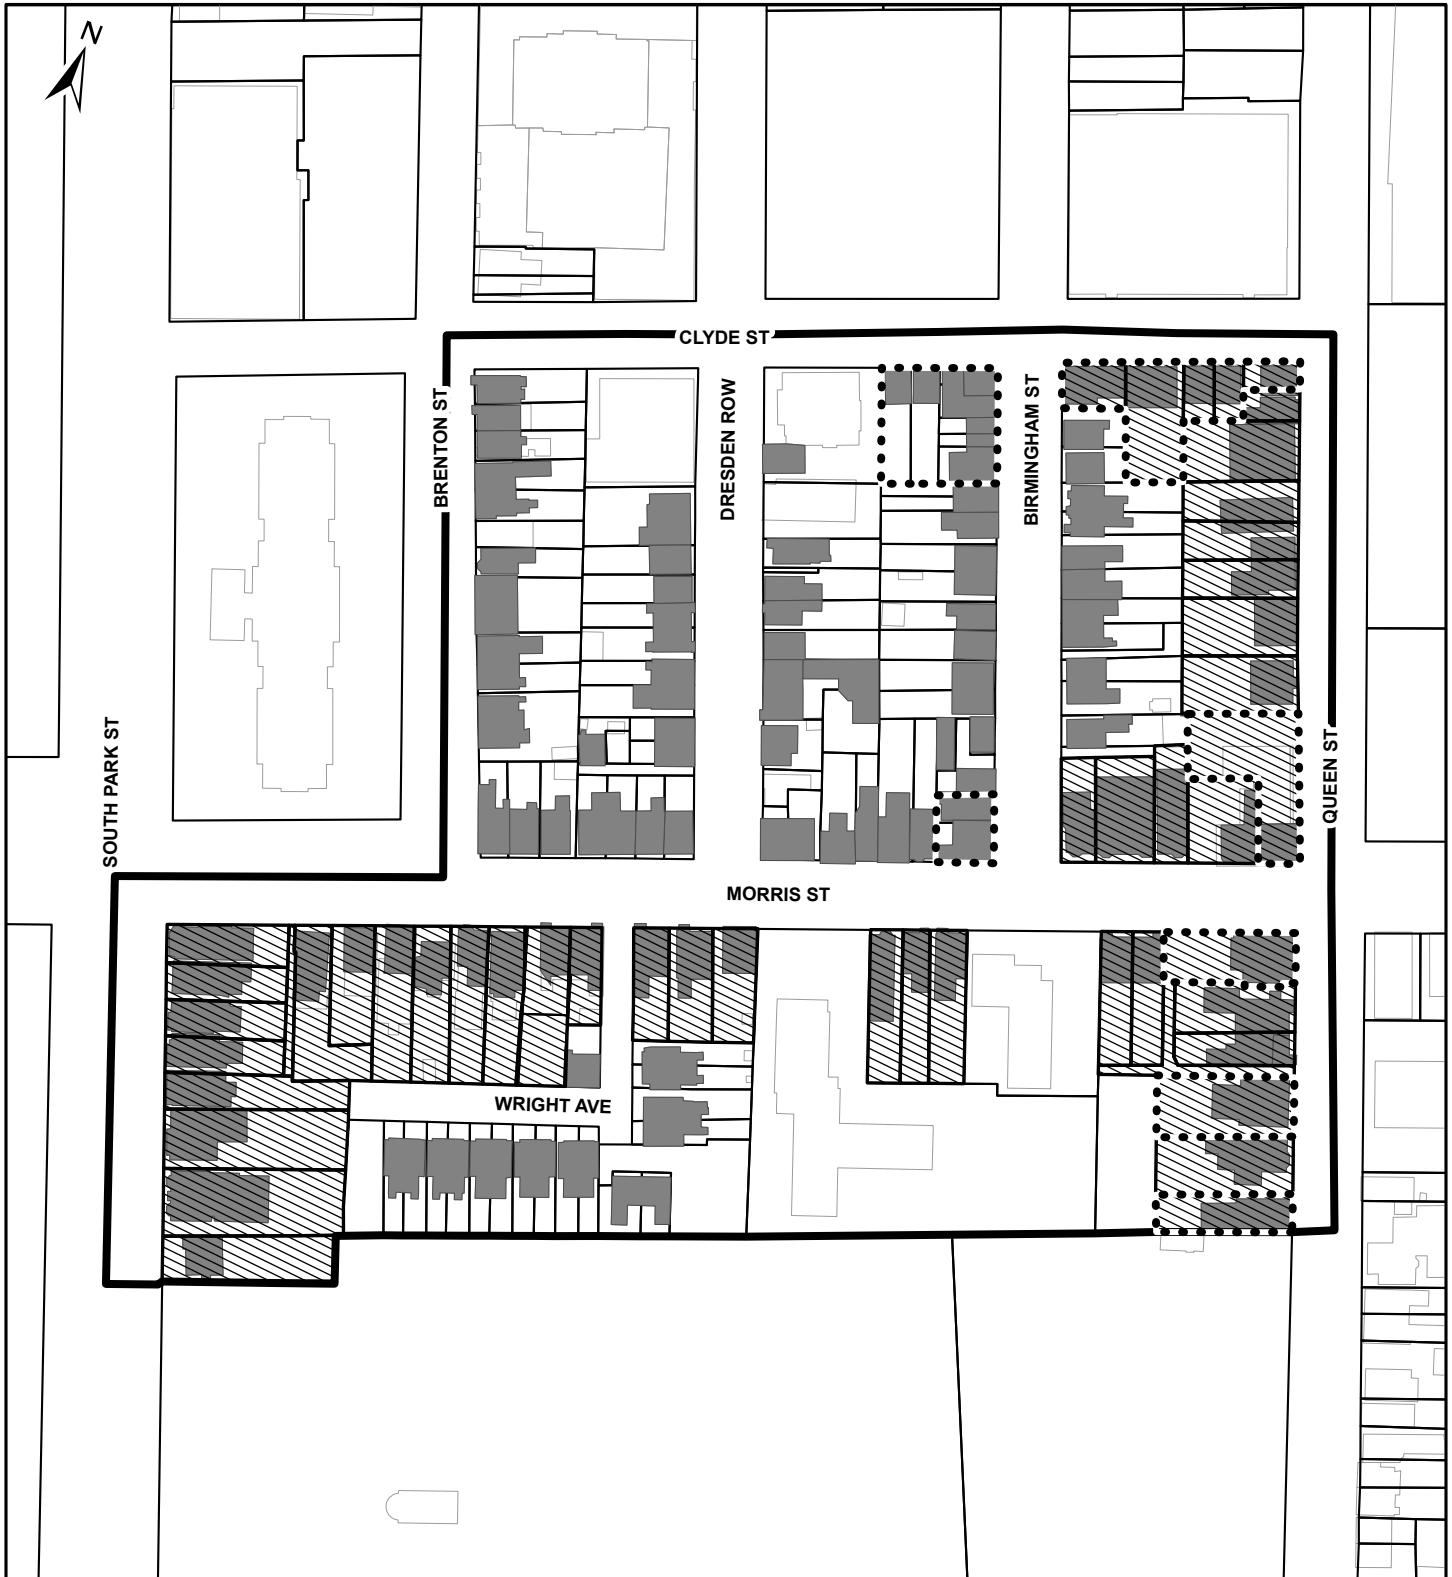 N
CLYDE ST
BRENTON ST
DRESDEN ROW
BIRMINGHAM ST
SOUTH PARK ST
QUEEN ST
MORRIS ST
WRIGHT AVE